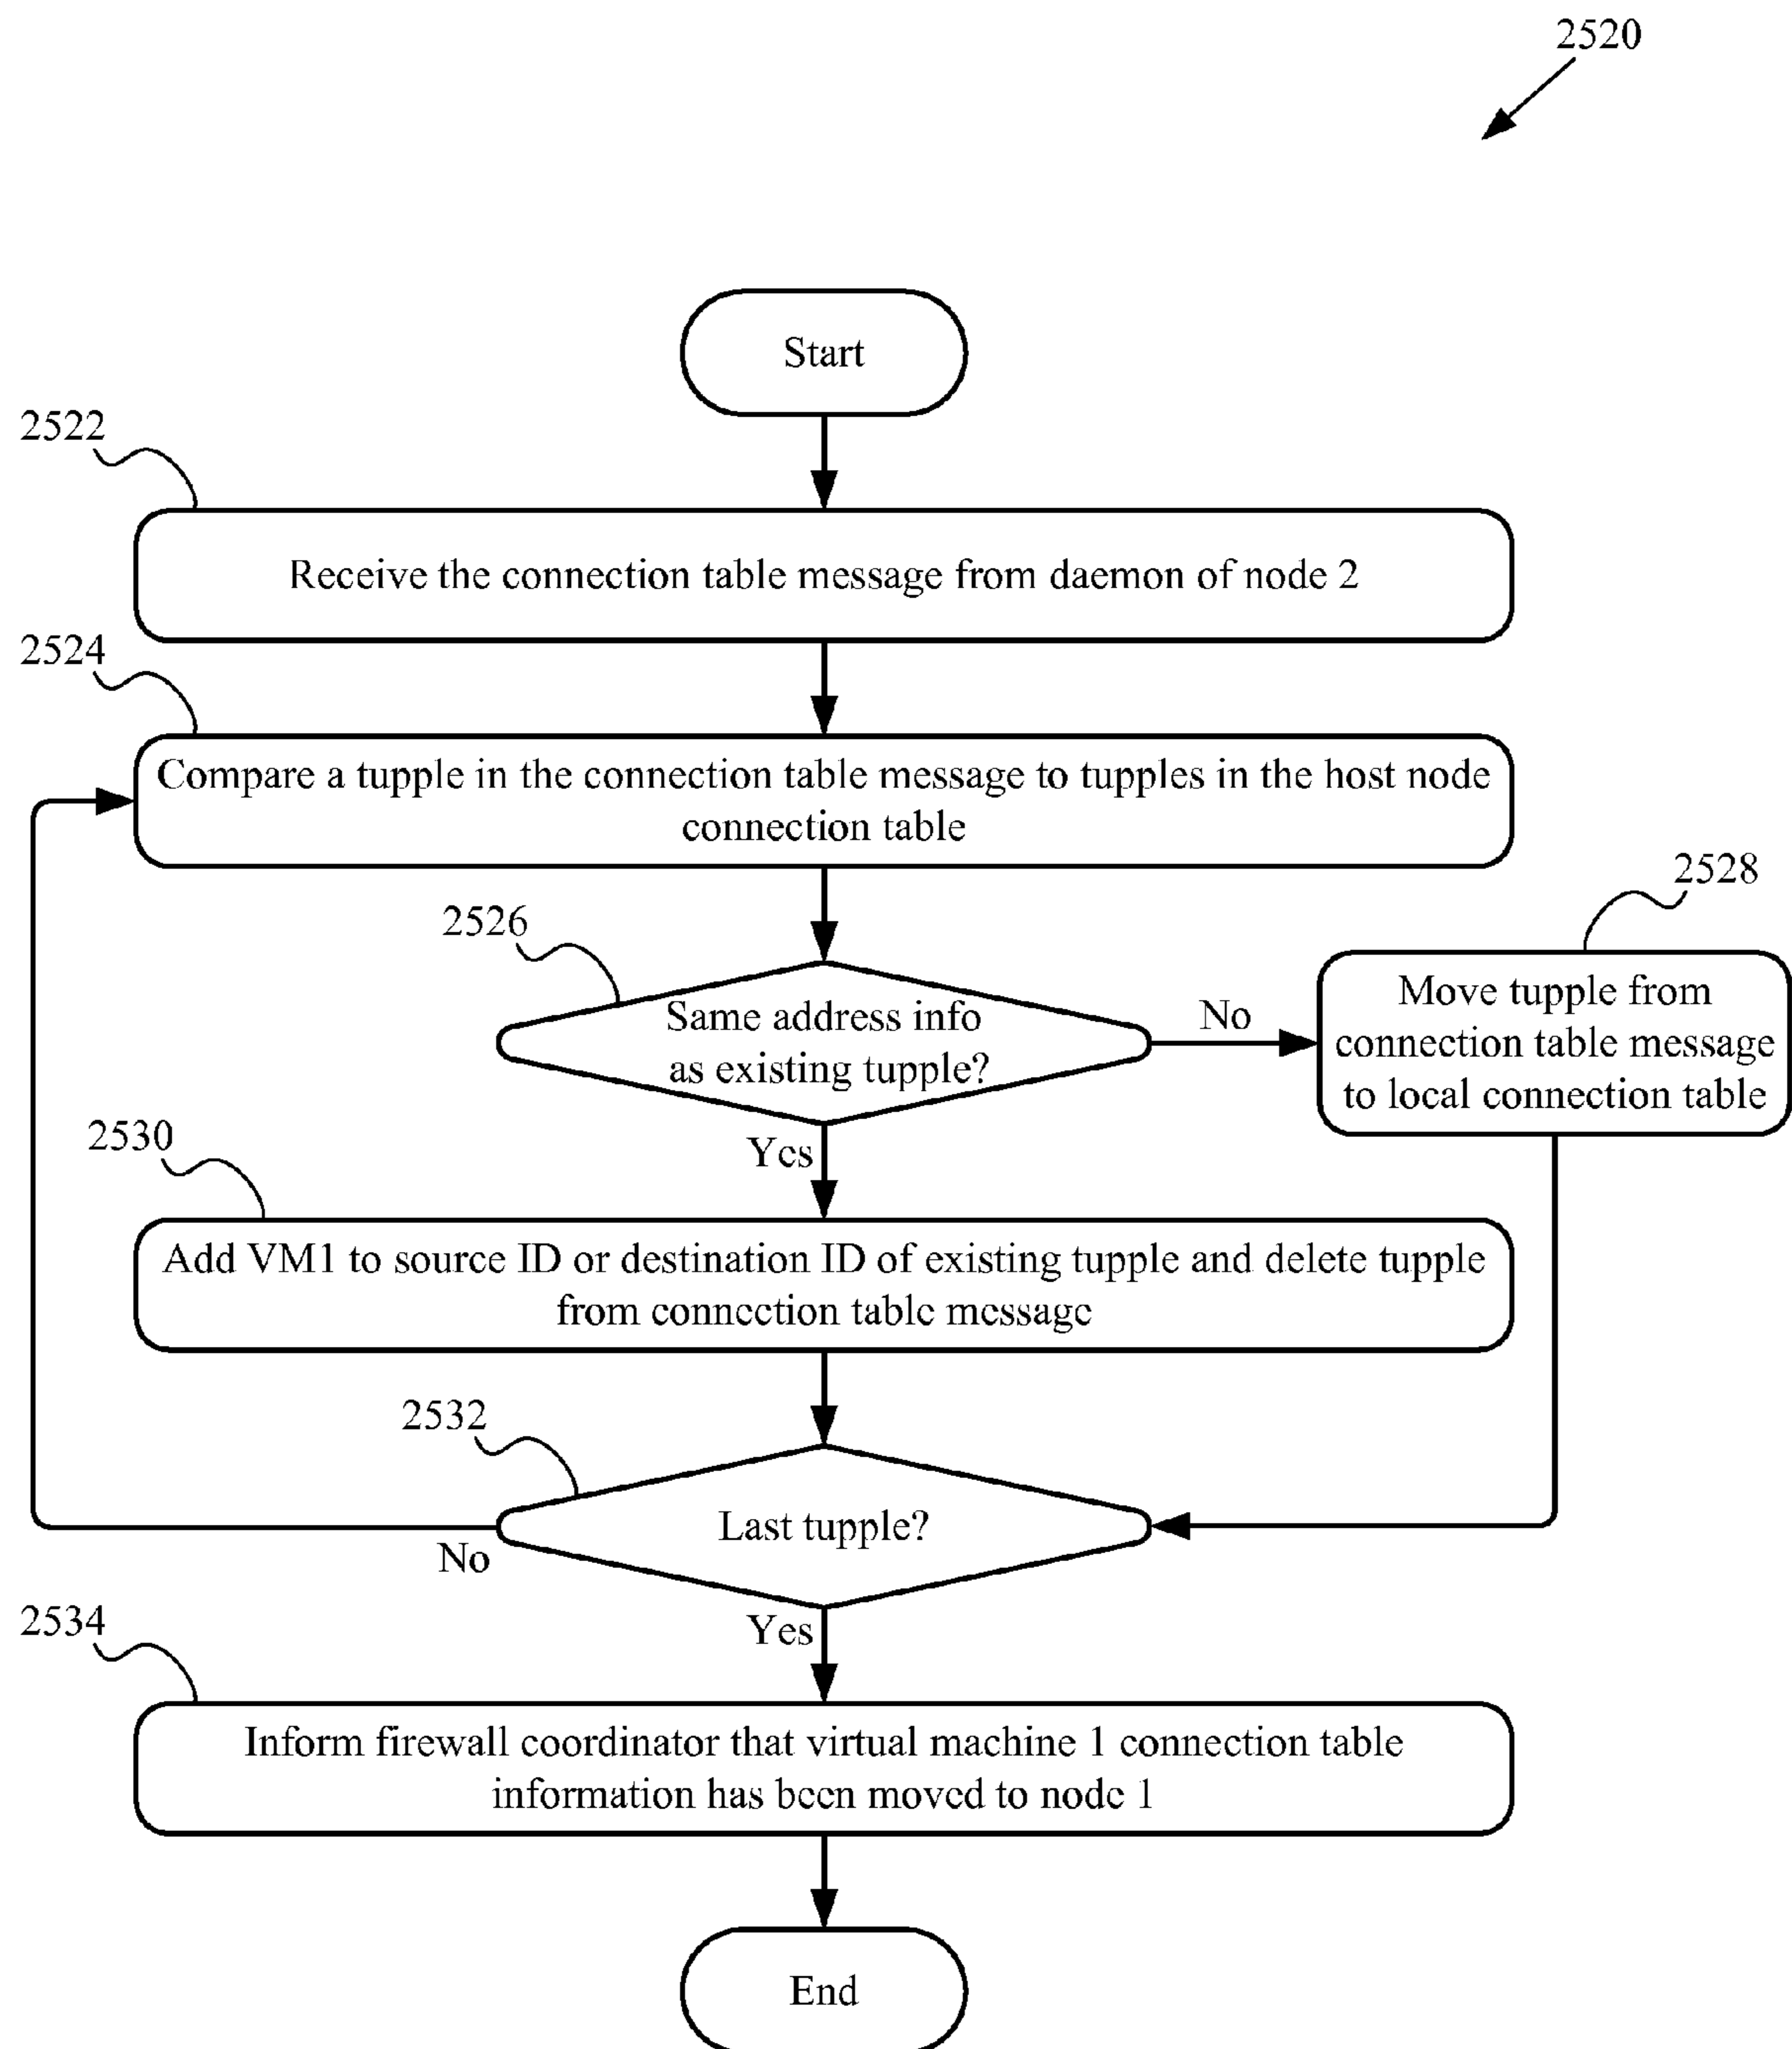 2520
Start
2522
Receive the connection table message from daemon of node 2
2524
Compare a tupple in the connection table message to tupples in the host node
connection table
2526
Same address info
as existing tupple?
No
2528
Move tupple from
connection table message
to local connection table
Yes
2530
Add VM1 to source ID or destination ID of existing tupple and delete tupple
from connection table message
2532
Last tupple?
No
Yes
2534
Inform firewall coordinator that virtual machine 1 connection table
information has been moved to node 1
End